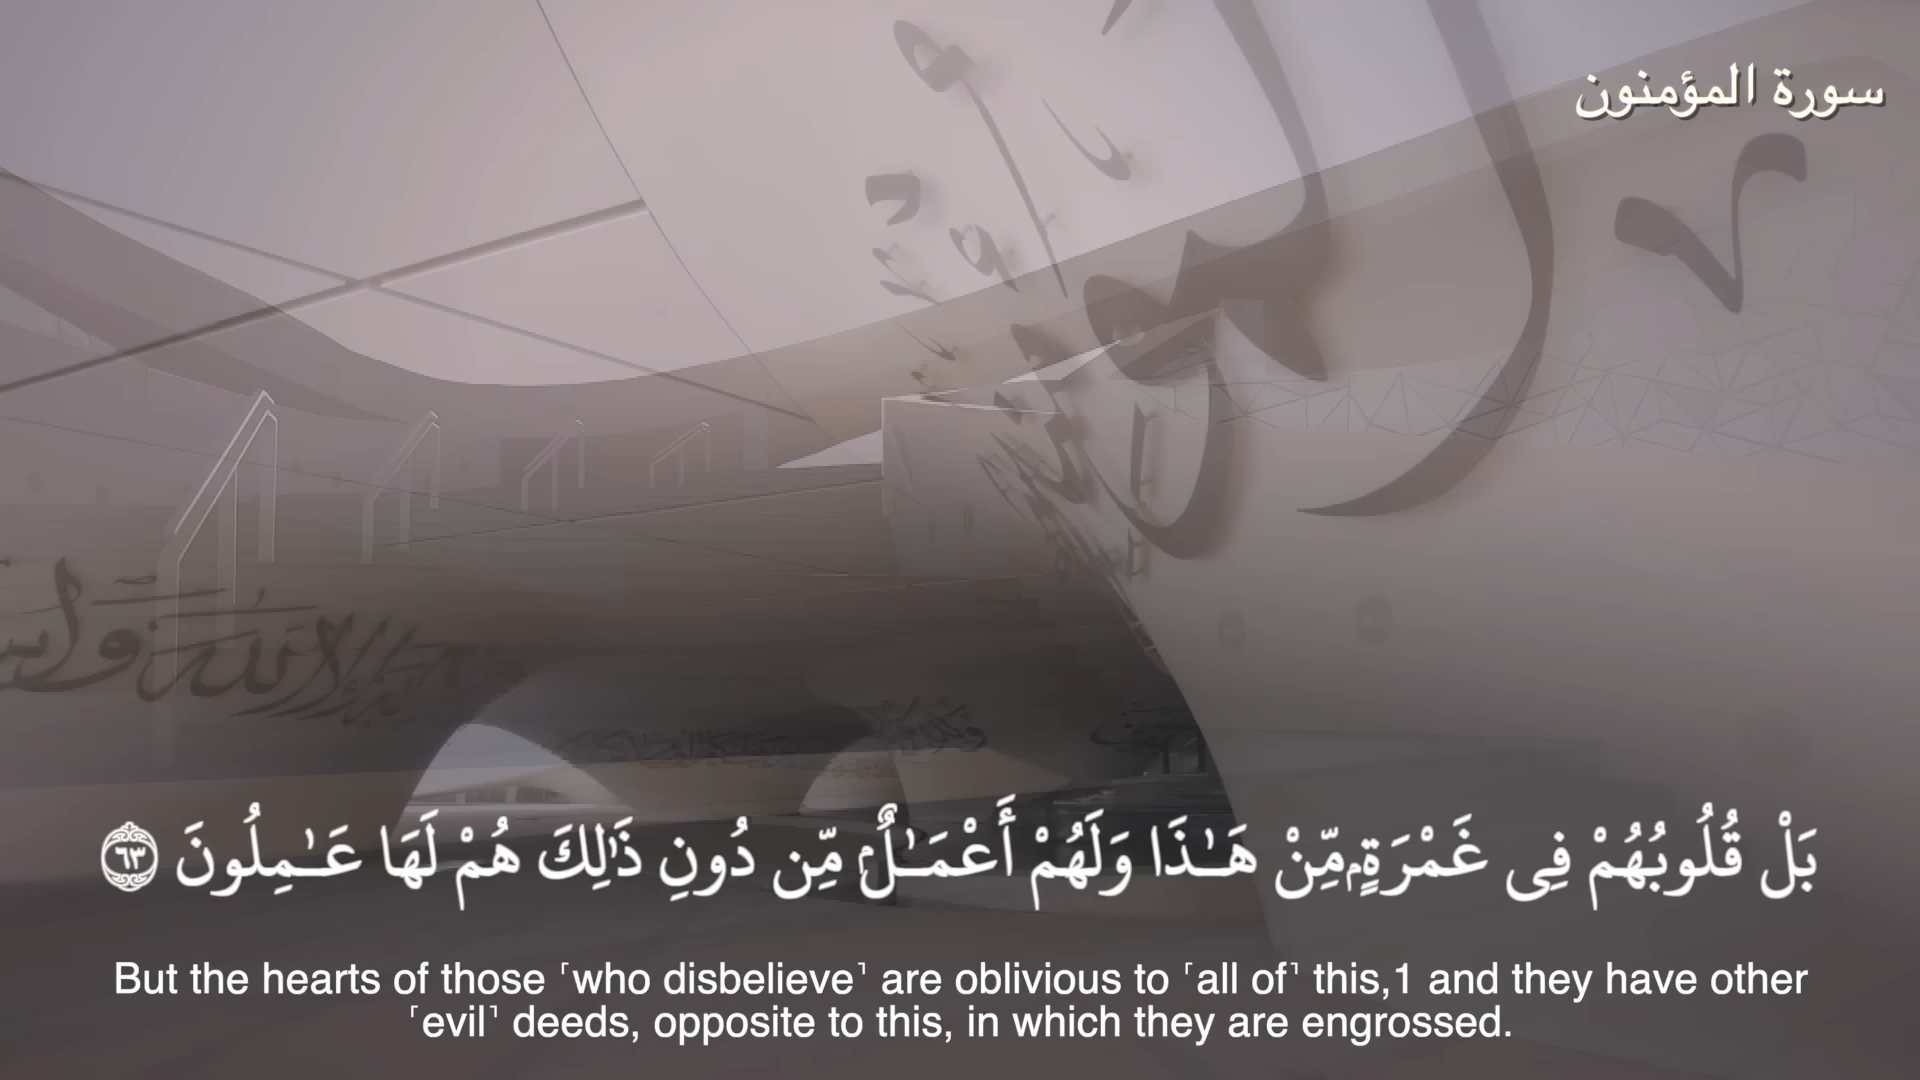 سورة المؤمنون
بَلْ قُلُوبُهُمْ فِى غَمْرَةٍۢ مِّنْ هَـٰذَا وَلَهُمْ أَعْمَـٰلٌۭ مِّن دُونِ ذَٰلِكَ هُمْ لَهَا عَـٰمِلُونَ ٦٣
But the hearts of those ˹who disbelieve˺ are oblivious to ˹all of˺ this,1 and they have other
˹evil˺ deeds, opposite to this, in which they are engrossed.